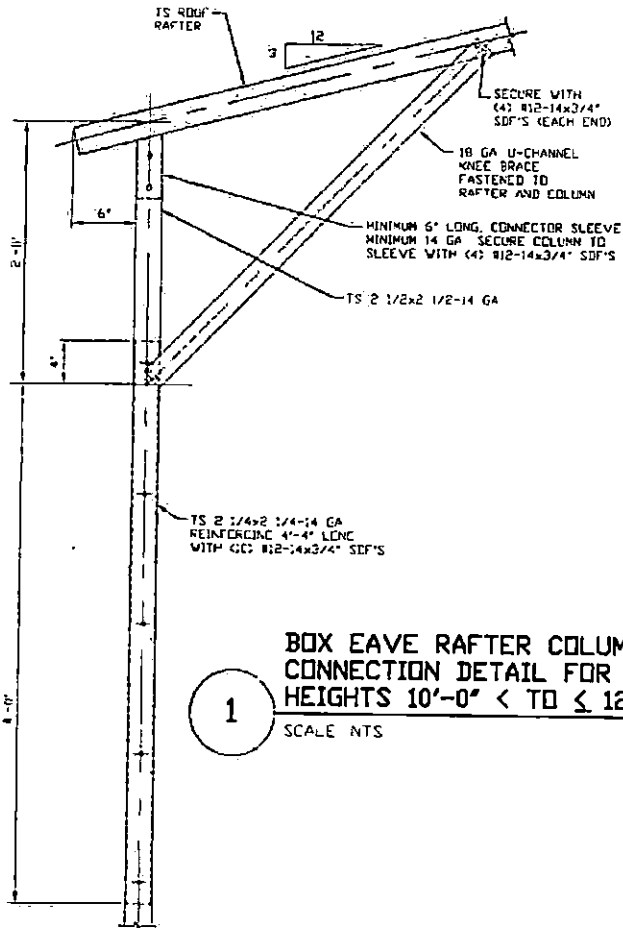 TS ROOF
RAFTER
12
3
SECURE WITH
(4) #12-14x3/4"
SDF'S (EACH END)
18 GA U-CHANNEL
KNEE BRACE
FASTENED TO
RAFTER AND COLUMN
6"
MINIMUM 6" LONG, CONNECTOR SLEEVE
MINIMUM 14 GA SECURE COLUMN TO
SLEEVE WITH (4) #12-14x3/4" SDF'S
2'-11"
TS 2 1/2x2 1/2-14 GA
4"
TS 2 1/4x2 1/4-14 GA
REINFORCING 4'-4" LONG
WITH #12-14x3/4" SDF'S
BOX EAVE RAFTER COLUM
CONNECTION DETAIL FOR
HEIGHTS 10'-0" < TO ≤ 12
1
SCALE NTS